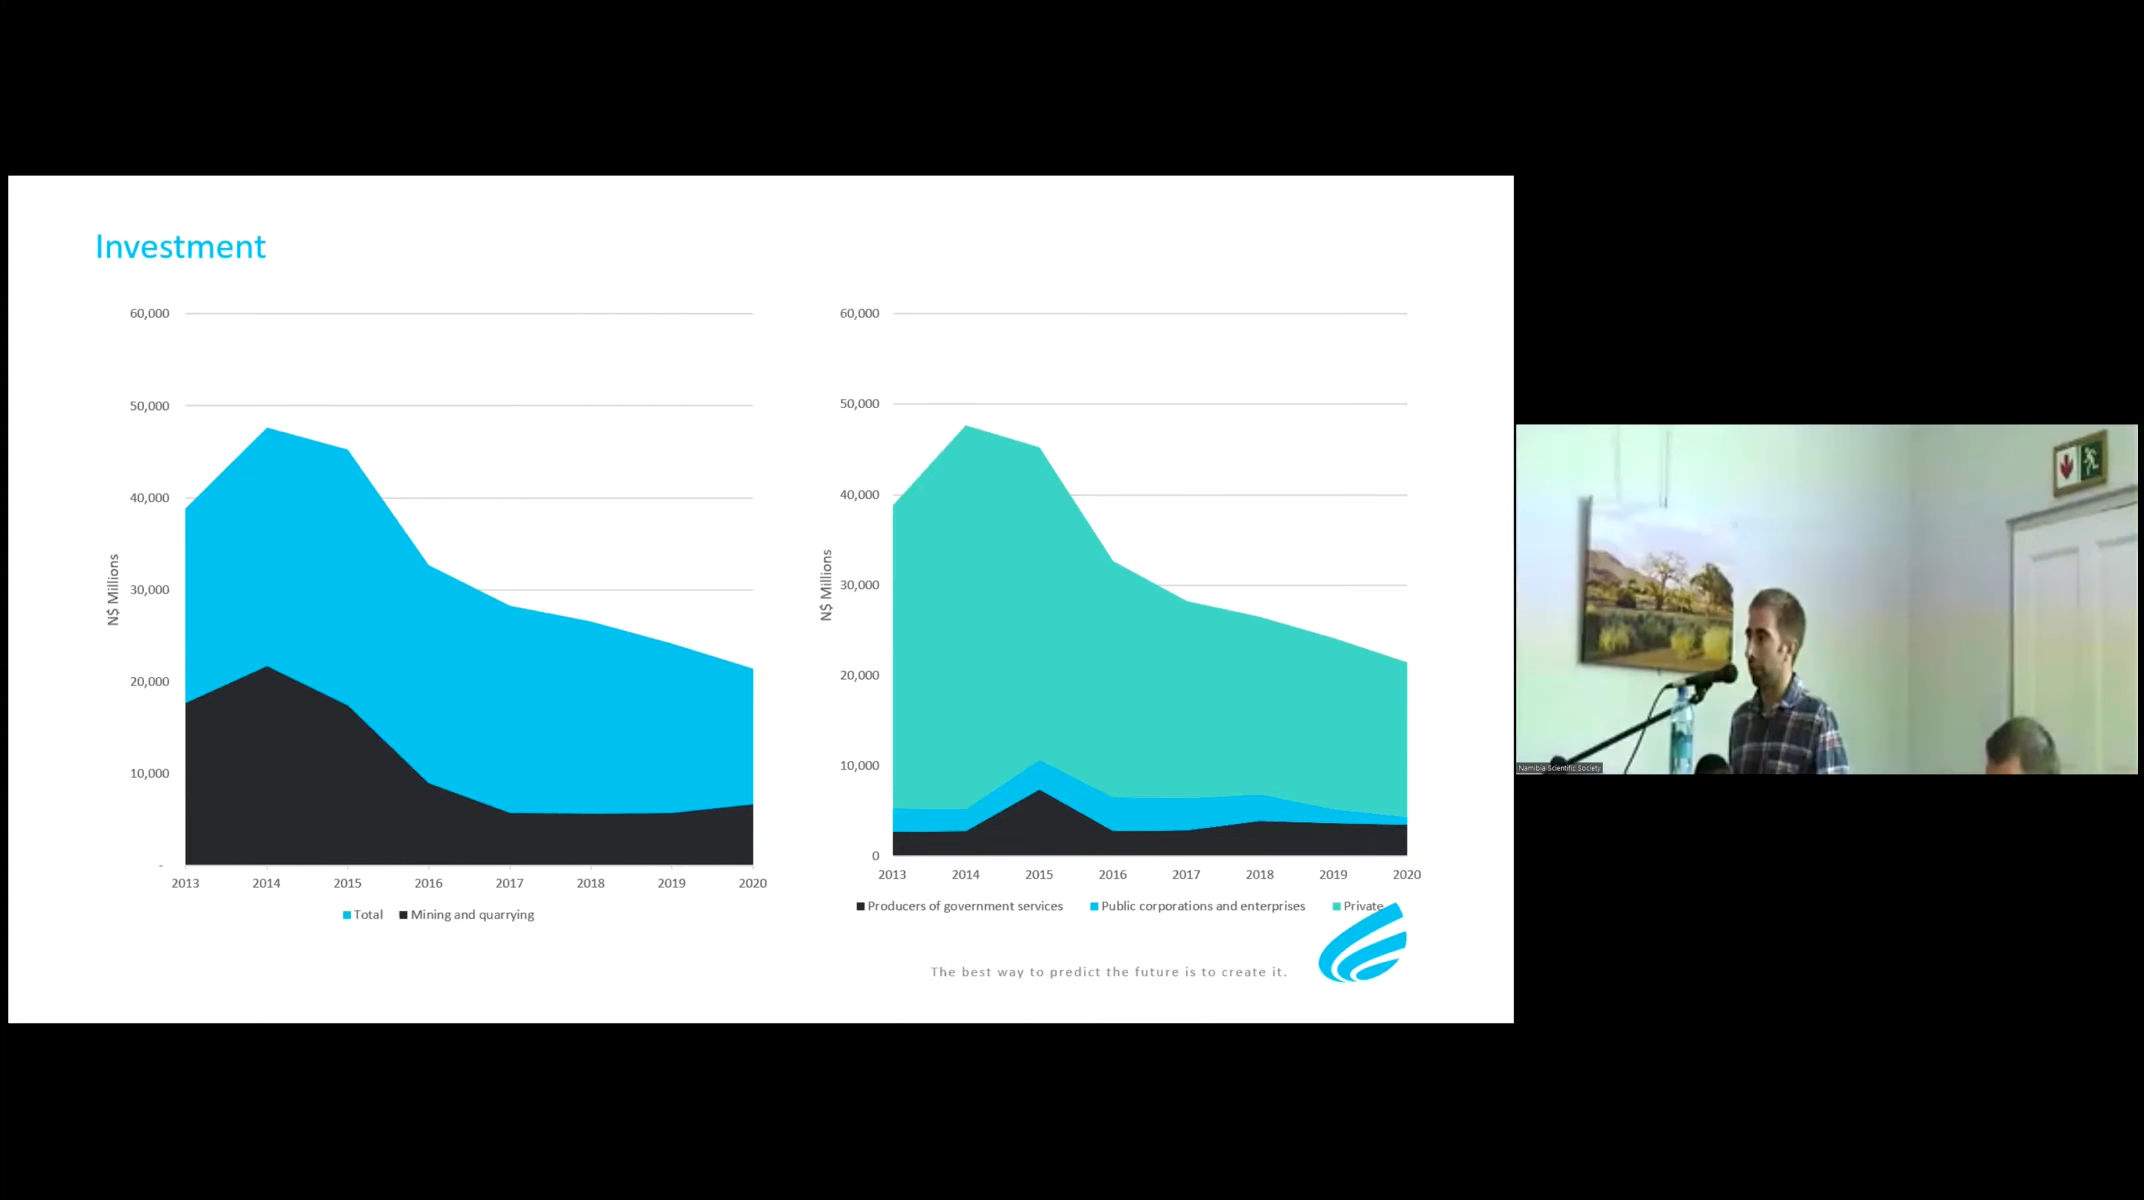 Investment
60,000
50,000
40,000
30,000
20,000
10,000
-
N$ Millions
2013 2014 2015 2016 2017 2018 2019 2020
Total Mining and quarrying
60,000
50,000
40,000
30,000
20,000
10,000
0
N$ Millions
2013 2014 2015 2016 2017 2018 2019 2020
Producers of government services Public corporations and enterprises Private
The best way to predict the future is to create it.
Namibia Scientific Society